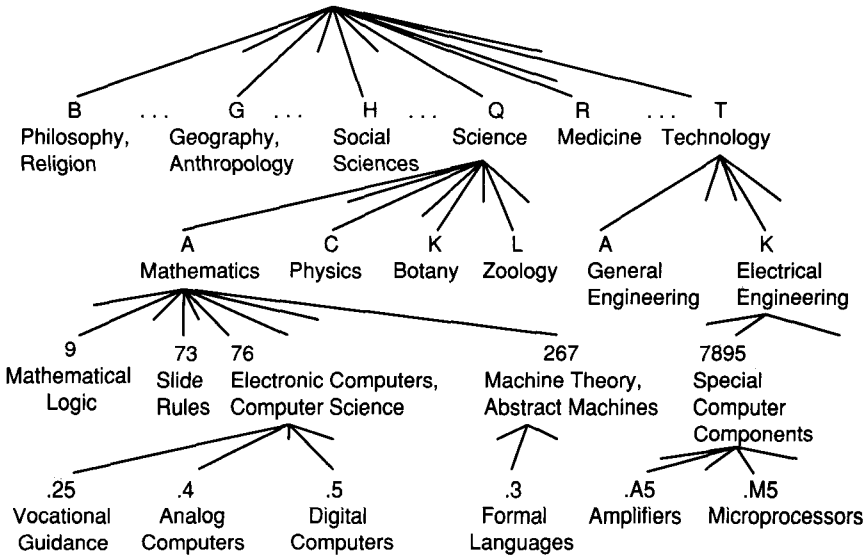 B ... G ... H ... Q R ... T
Philosophy, Geography, Social Science Medicine Technology
Religion Anthropology Sciences
A C K L A K
Mathematics Physics Botany Zoology General Electrical
Engineering Engineering
9 73 76 267 7895
Mathematical Slide Electronic Computers, Machine Theory, Special
Logic Rules Computer Science Abstract Machines Computer
Components
.25 .4 .5 .3 .A5 .M5
Vocational Analog Digital Formal Amplifiers Microprocessors
Guidance Computers Computers Languages